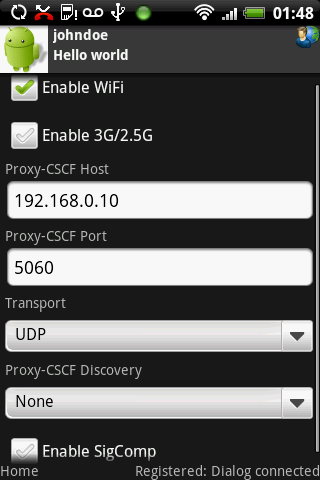 01:48
johndoe
Hello world
Enable WiFi
Enable 3G/2.5G
Proxy-CSCF Host
192.168.0.10
Proxy-CSCF Port
5060
Transport
UDP
Proxy-CSCF Discovery
None
Enable SigComp
Home Registered: Dialog connected